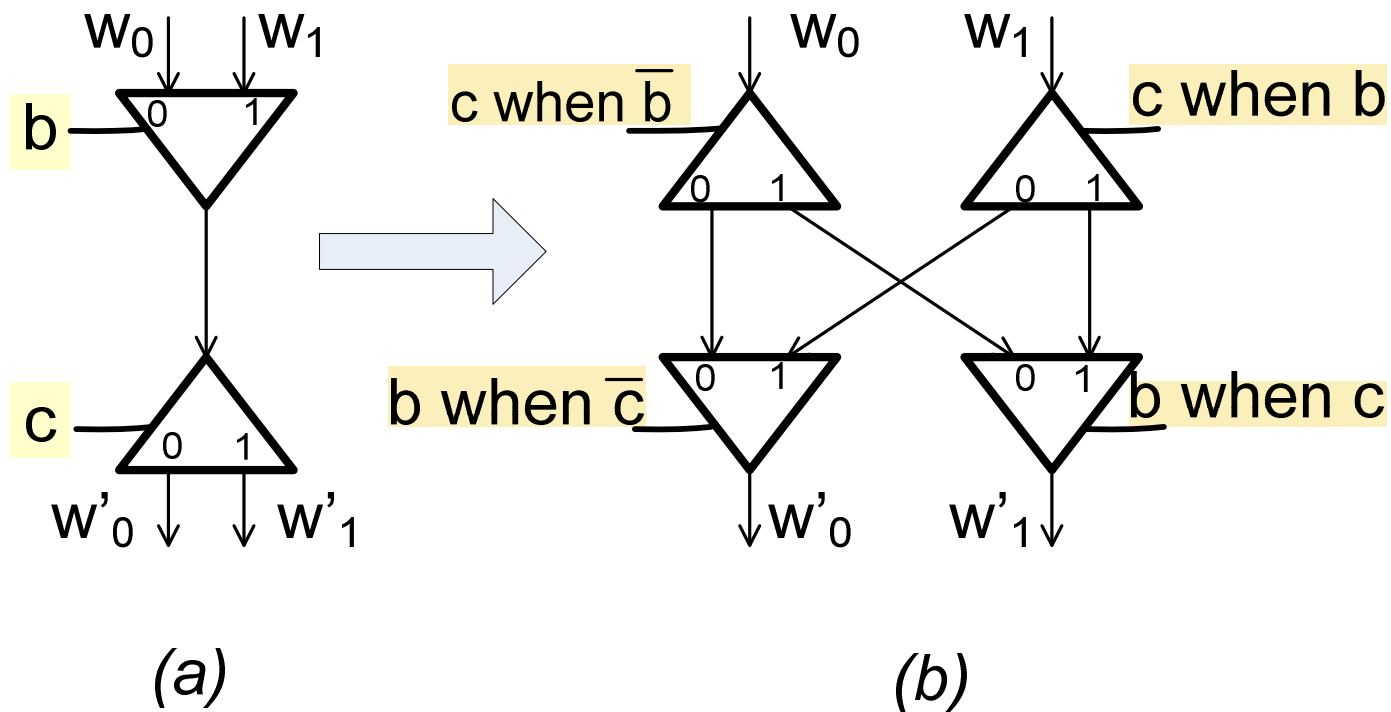 w₀ w₁
0 1
b
c
0 1
w’₀ w’₁
(a)
w₀ w₁
c when b̅
c when b
0 1
0 1
0 1
0 1
b when c̅
b when c
w’₀ w’₁
(b)